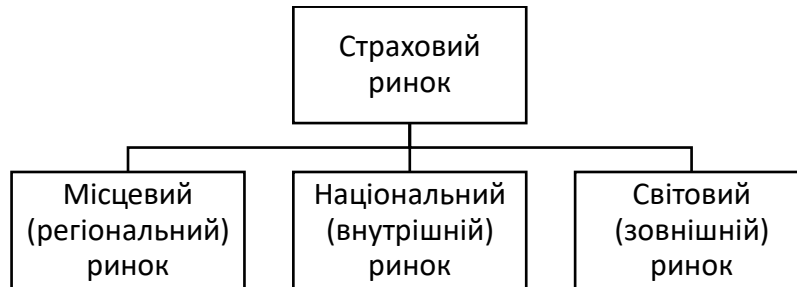 Страховий
ринок
Місцевий
(регіональний)
ринок
Національний
(внутрішній)
ринок
Світовий
(зовнішній)
ринок